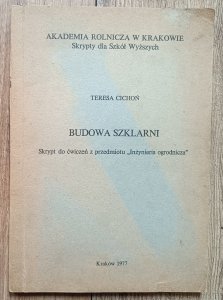 AKADEMIA ROLNICZA W KRAKOWIE
Skrypty dla Szkół Wyższych
TERESA CICHOŃ
BUDOWA SZKLARNI
Skrypt do ćwiczeń z przedmiotu „Inżynieria ogrodnicza"
Kraków 1977